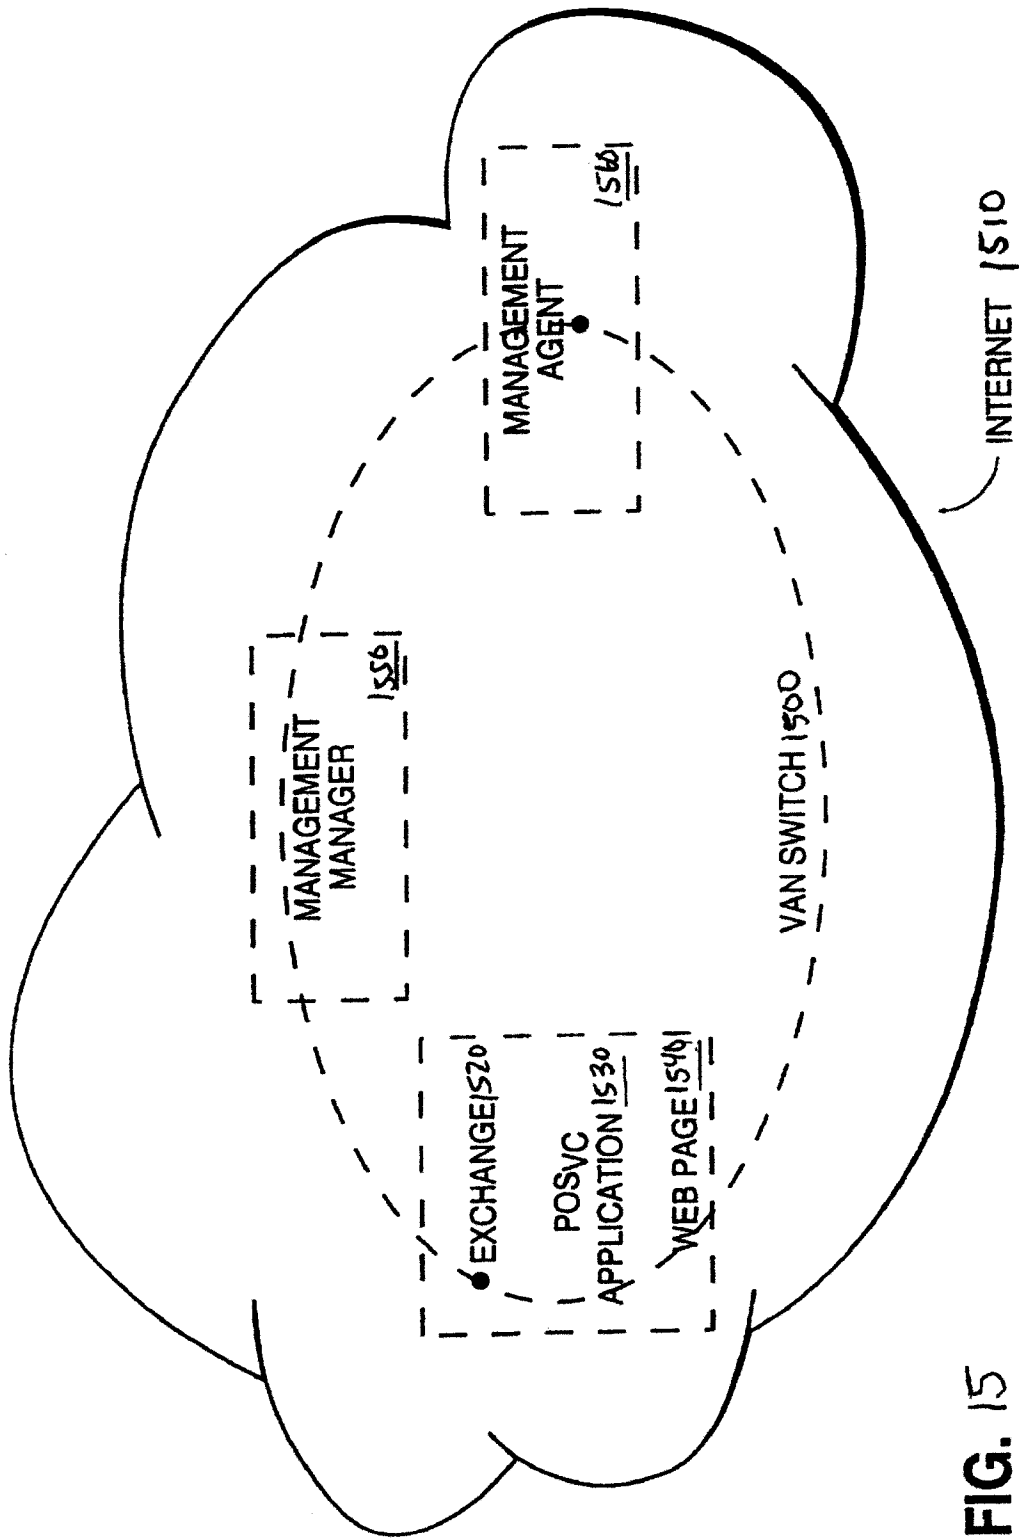 MANAGEMENT
MANAGER
1550
EXCHANGE 1520
POSVC
APPLICATION 1530
WEB PAGE 1540
MANAGEMENT
AGENT
1560
VAN SWITCH 1500
INTERNET 1510
FIG. 15